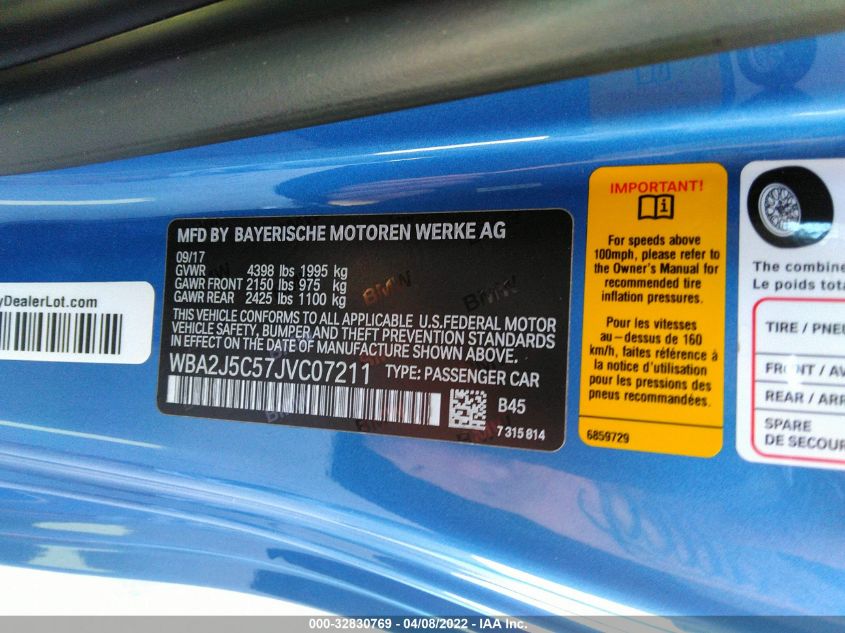 MFD BY BAYERISCHE MOTOREN WERKE AG
09/17
GVWR 4398 lbs 1995 kg
GAWR FRONT 2150 lbs 975 kg
GAWR REAR 2425 lbs 1100 kg
THIS VEHICLE CONFORMS TO ALL APPLICABLE U.S.FEDERAL MOTOR
VEHICLE SAFETY, BUMPER AND THEFT PREVENTION STANDARDS
IN EFFECT ON THE DATE OF MANUFACTURE SHOWN ABOVE.
WBA2J5C57JVC07211 TYPE: PASSENGER CAR
B45
7 315 814
BMW
BMW
BMW
yDealerLot.com
IMPORTANT!
For speeds above
100mph, please refer to
the Owner's Manual for
recommended tire
inflation pressures.
Pour les vitesses
au-dessus de 160
km/h, faites référence à
la notice d'utilisation
pour les pressions des
pneus recommandées.
6859729
The combine
Le poids tota
TIRE / PNEU
FRONT / AV
REAR / ARR
SPARE
DE SECOUR
000-32830769 - 04/08/2022 - IAA Inc.